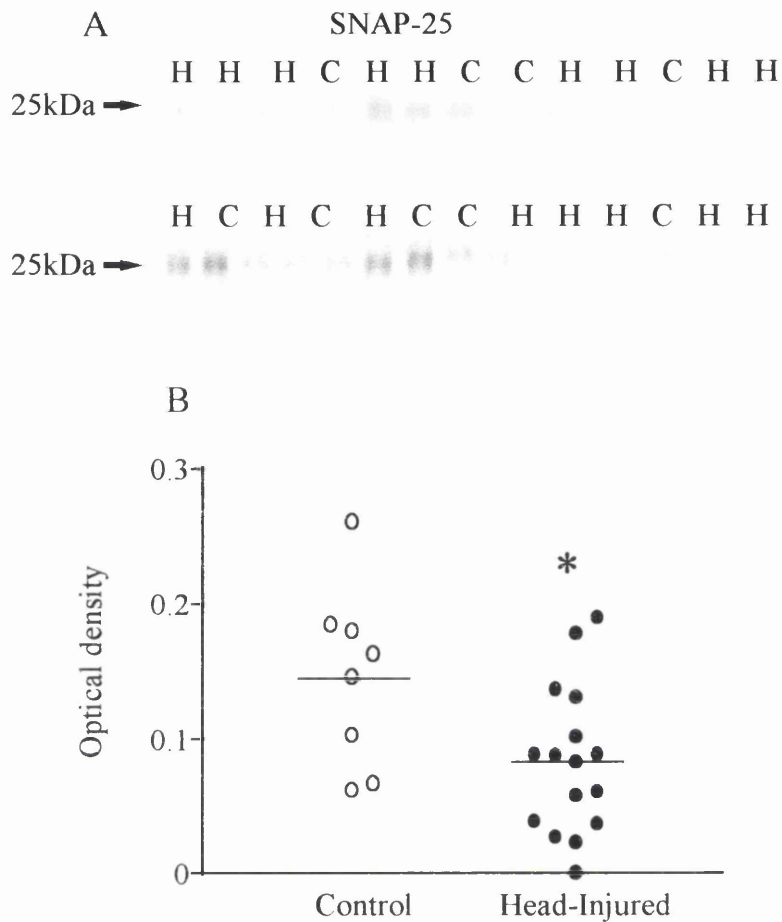 A SNAP-25
H H H C H H C C H H C H H
25kDa
H C H C H C C H H H C H H
25kDa
B
0.3
*
0.2
0.1
0
Optical density
Control Head-Injured